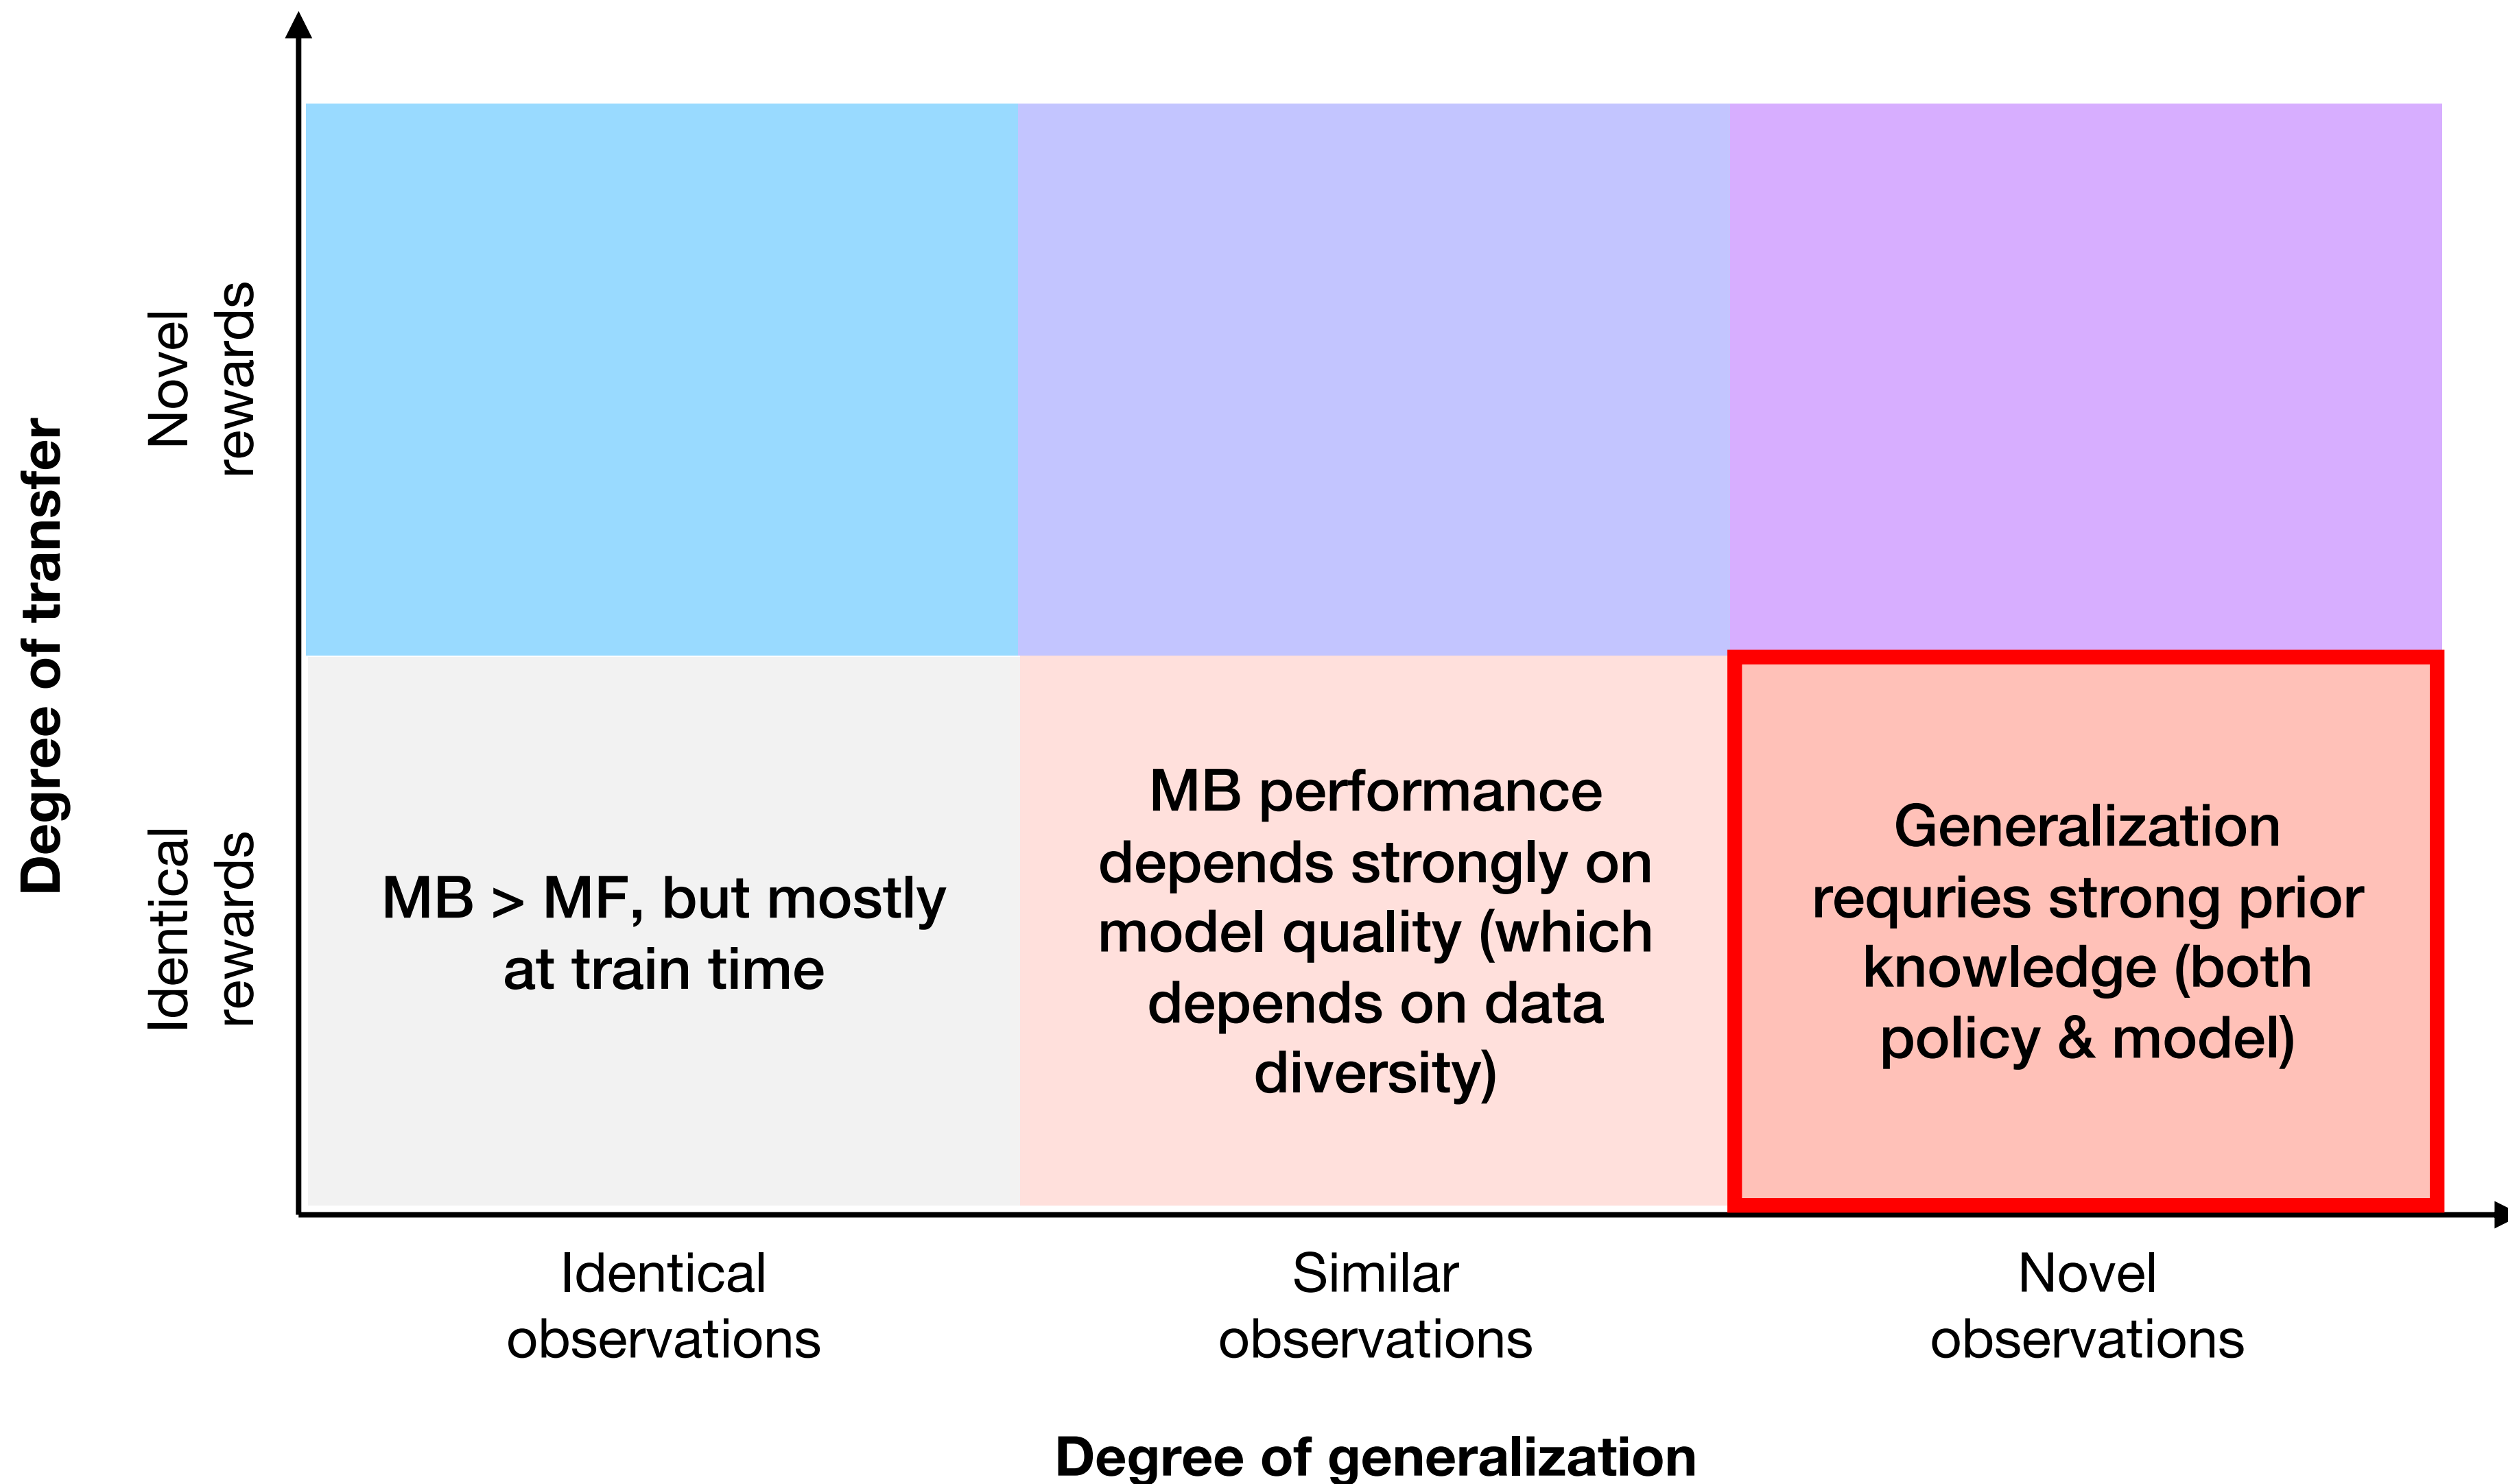 Degree of transfer
Novel
rewards
Identical
rewards
MB > MF, but mostly
at train time
MB performance
depends strongly on
model quality (which
depends on data
diversity)
Generalization
requries strong prior
knowledge (both
policy & model)
Identical
observations
Similar
observations
Novel
observations
Degree of generalization